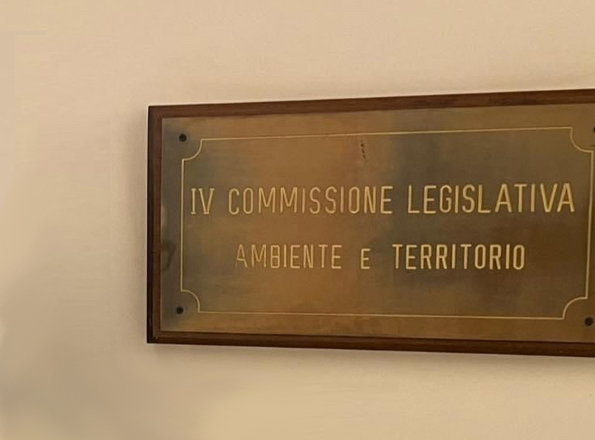 IV COMMISSIONE LEGISLATIVA
AMBIENTE E TERRITORIO